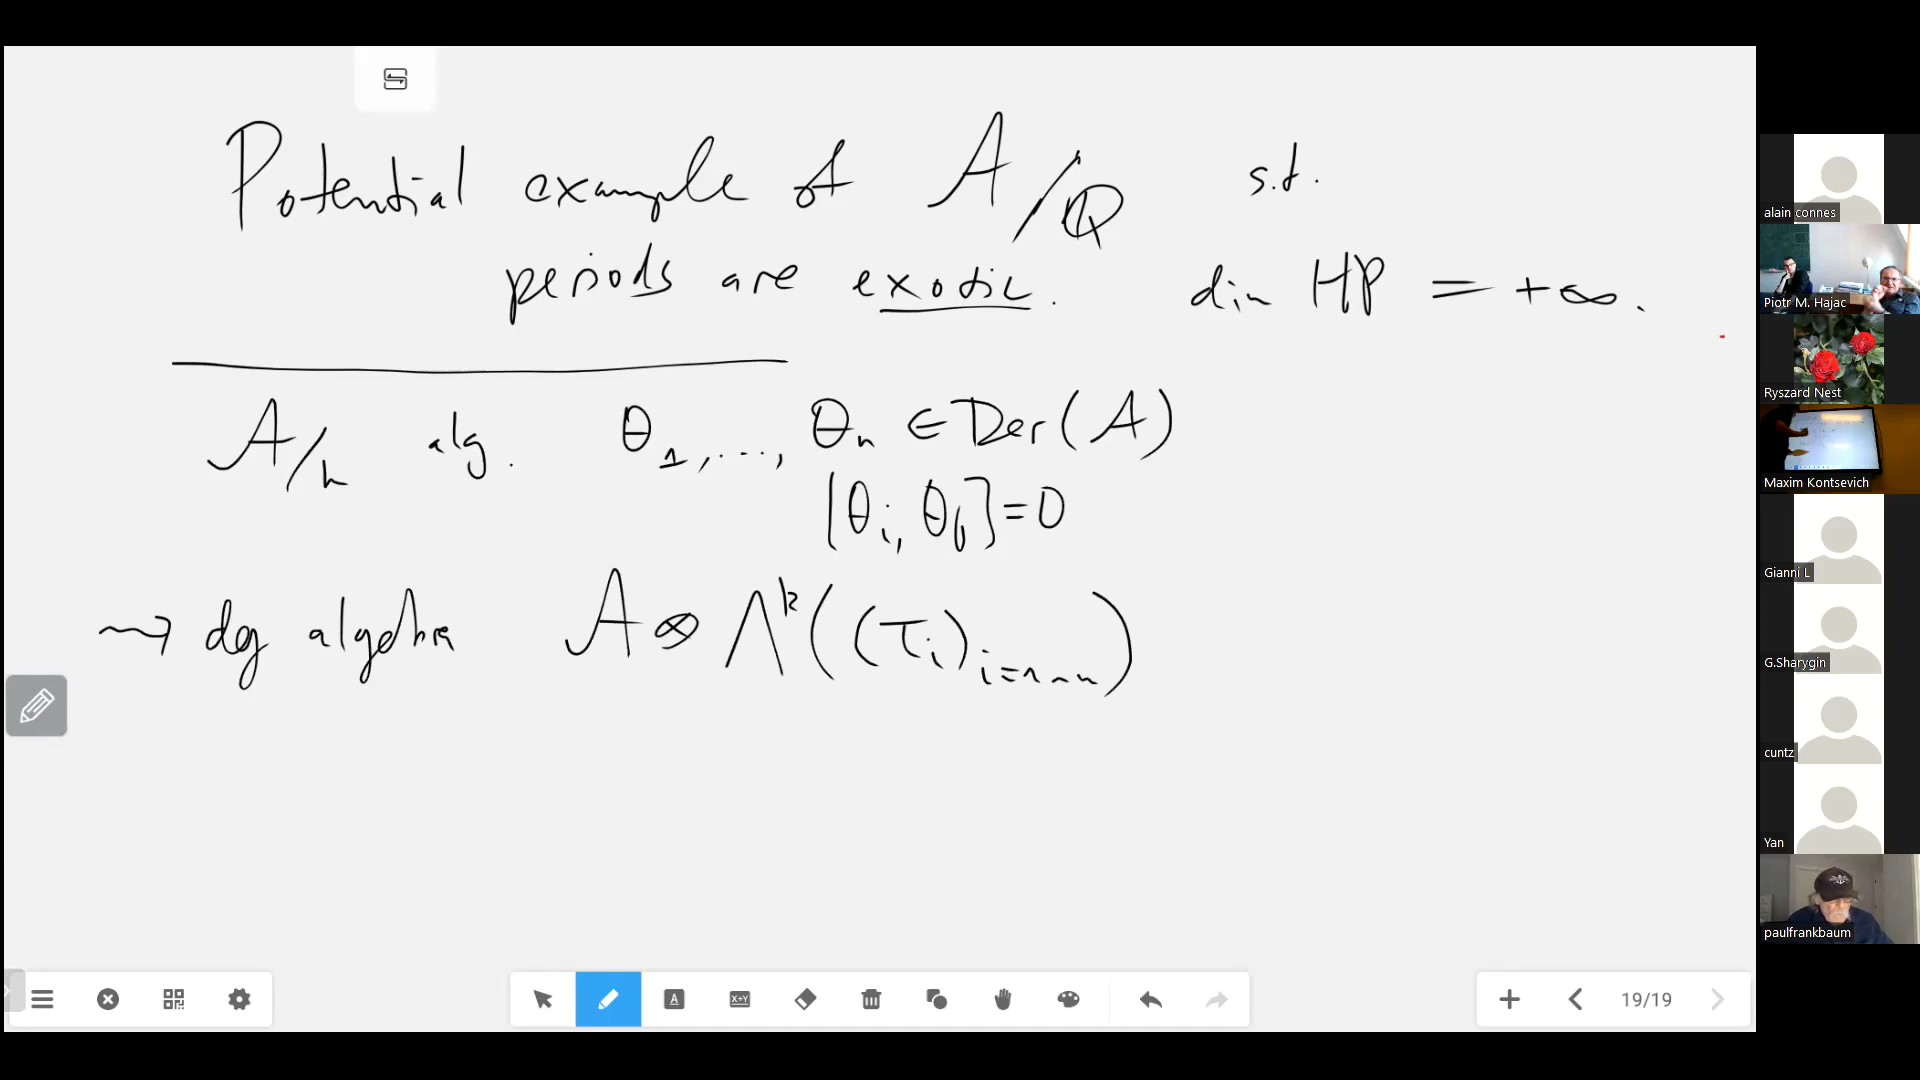 Potential example of A/ℚ s.t.
periods are exotic. dim HP = +∞.
A/k alg. θ₁,...,θₙ ∈ Der(A)
[θᵢ, θⱼ] = 0
⇝ dg algebra A ⊗ Λᵏ((τᵢ)ᵢ₌₁...ₙ)
19/19
alain connes
Piotr M. Hajac
Ryszard Nest
Maxim Kontsevich
Gianni L
G.Sharygin
cuntz
Yan
paulfrankbaum